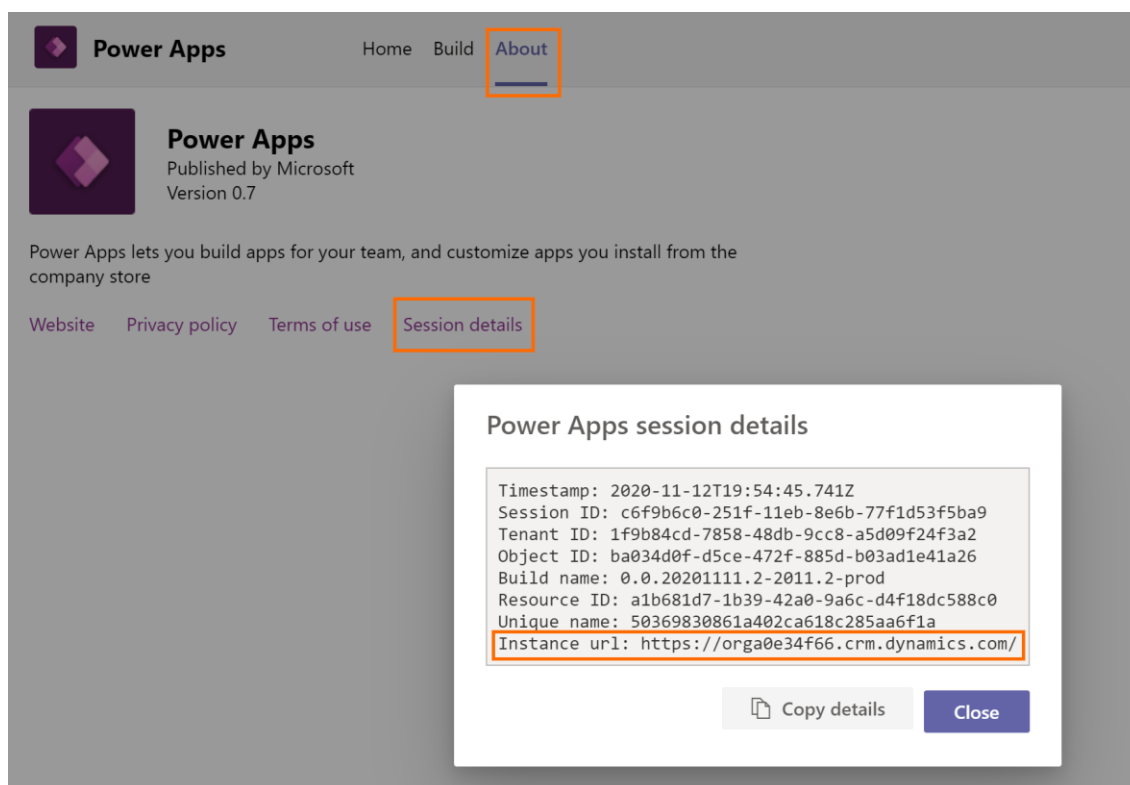 Power Apps Home Build About
Power Apps
Published by Microsoft
Version 0.7
Power Apps lets you build apps for your team, and customize apps you install from the
company store
Website Privacy policy Terms of use Session details
Power Apps session details
Timestamp: 2020-11-12T19:54:45.741Z
Session ID: c6f9b6c0-251f-11eb-8e6b-77f1d53f5ba9
Tenant ID: 1f9b84cd-7858-48db-9cc8-a5d09f24f3a2
Object ID: ba034d0f-d5ce-472f-885d-b03ad1e41a26
Build name: 0.0.20201111.2-2011.2-prod
Resource ID: a1b681d7-1b39-42a0-9a6c-d4f18dc588c0
Unique name: 50369830861a402ca618c285aa6f1a
Instance url: https://orga0e34f66.crm.dynamics.com/
Copy details Close